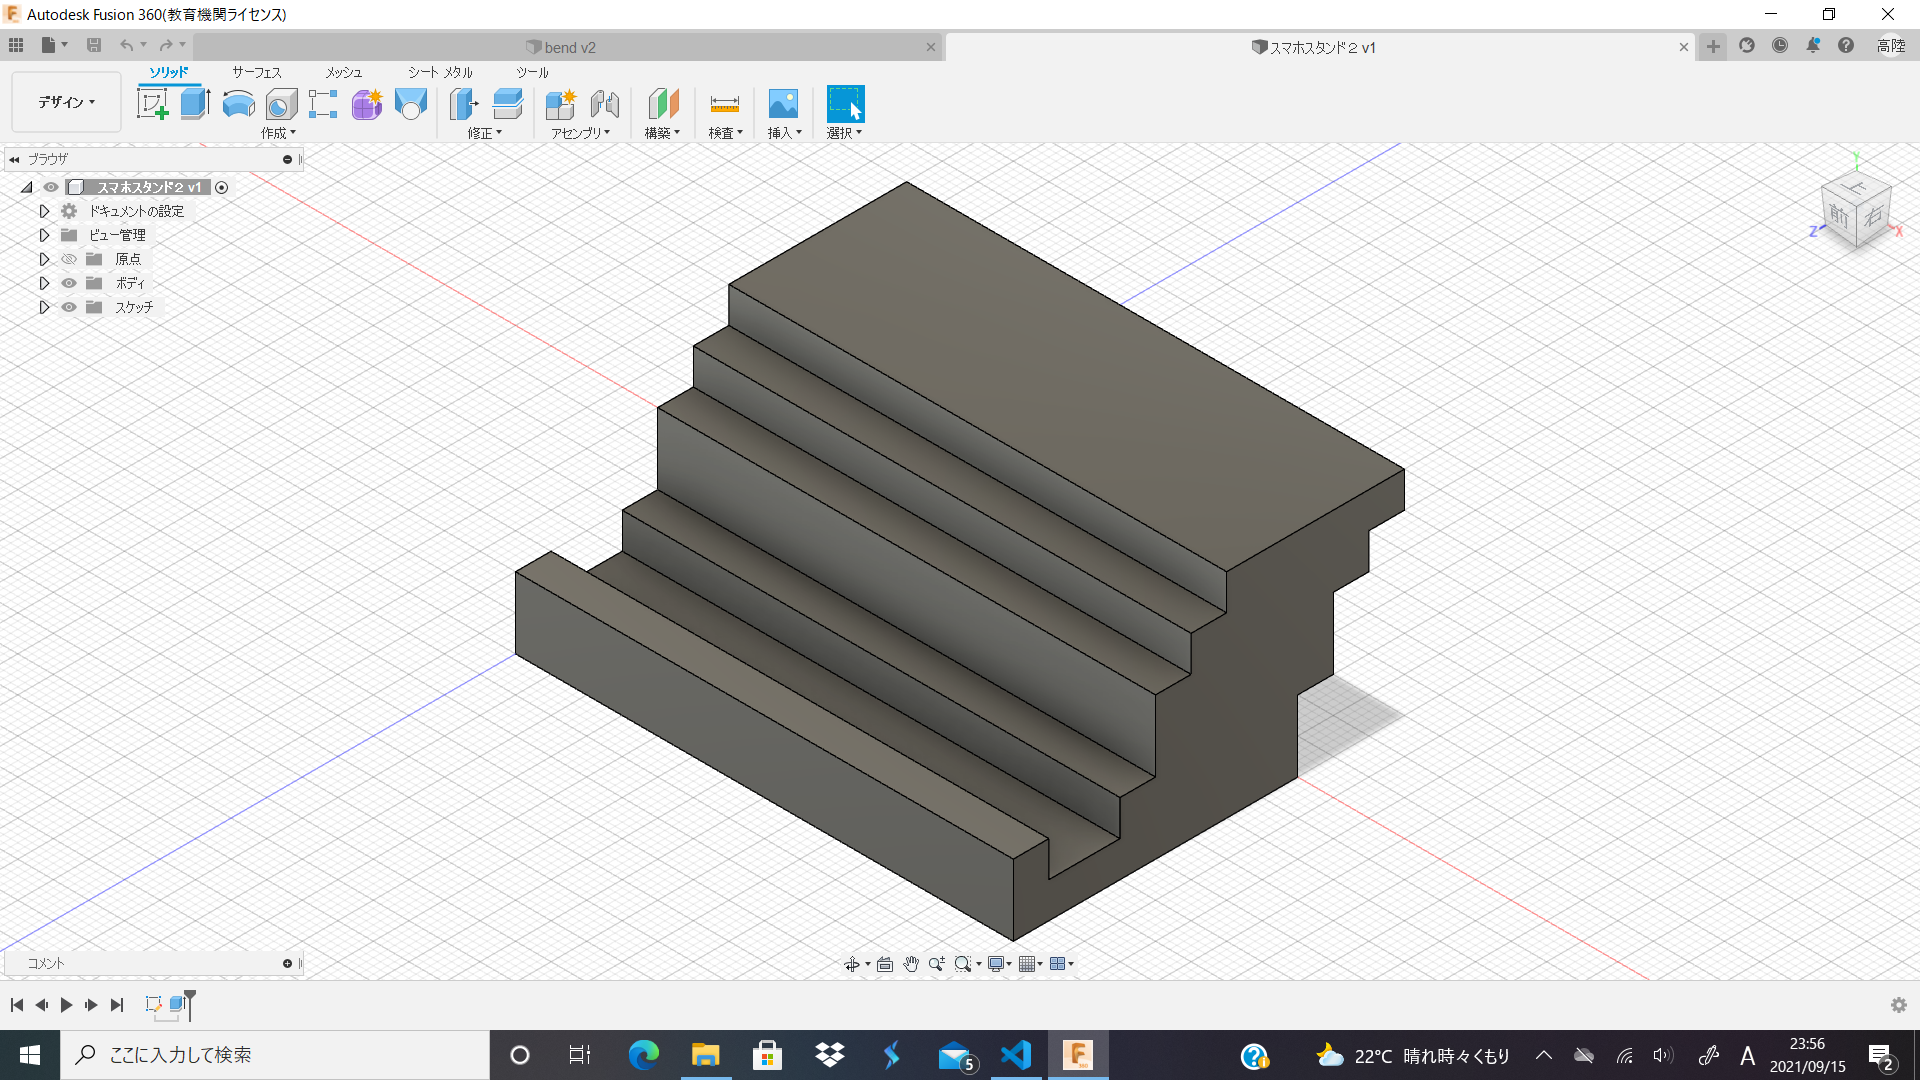 Autodesk Fusion 360(教育機関ライセンス)
bend v2
スマホスタンド2 v1
高陸
デザイン
ソリッド
サーフェス
メッシュ
シート メタル
ツール
作成
修正
アセンブリ
構築
検査
挿入
選択
ブラウザ
スマホスタンド2 v1
ドキュメントの設定
ビュー管理
原点
ボディ
スケッチ
Y
上
前
右
Z
X
コメント
ここに入力して検索
5
F
360
22°C 晴れ時々くもり
A
23:56
2021/09/15
2